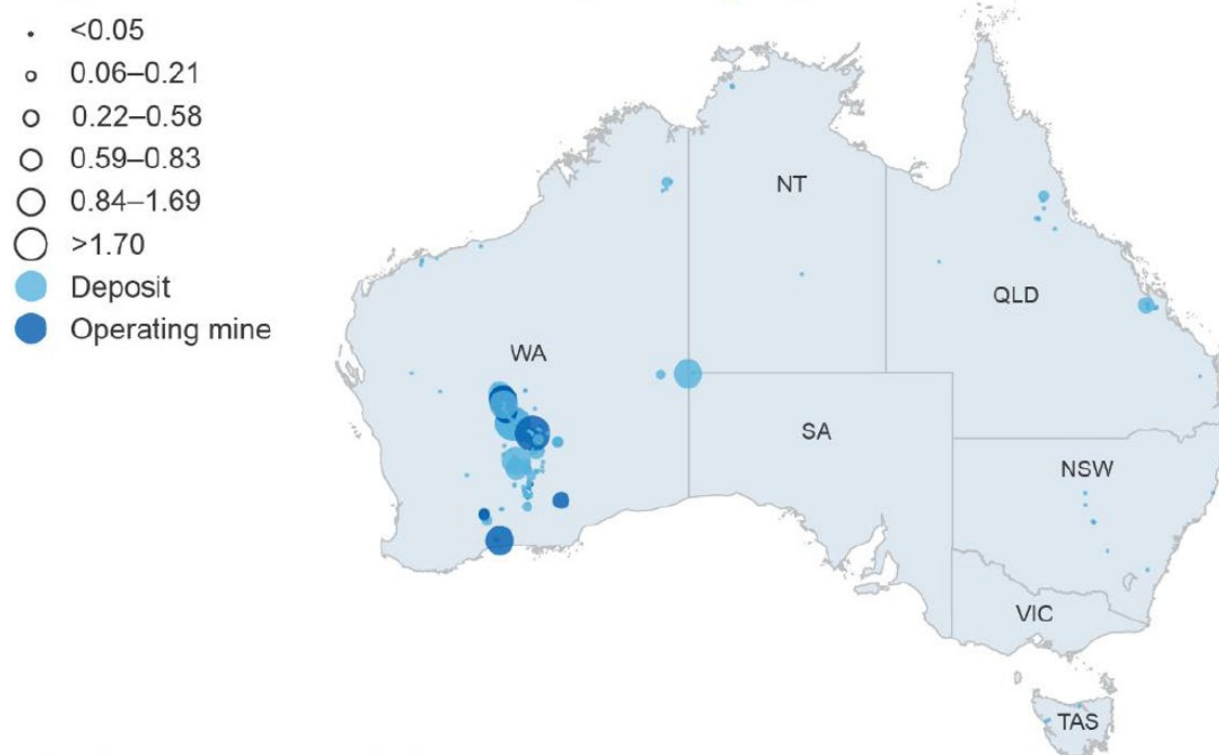 <0.05
0.06–0.21
0.22–0.58
0.59–0.83
0.84–1.69
>1.70
Deposit
Operating mine
NT
QLD
WA
SA
NSW
VIC
TAS